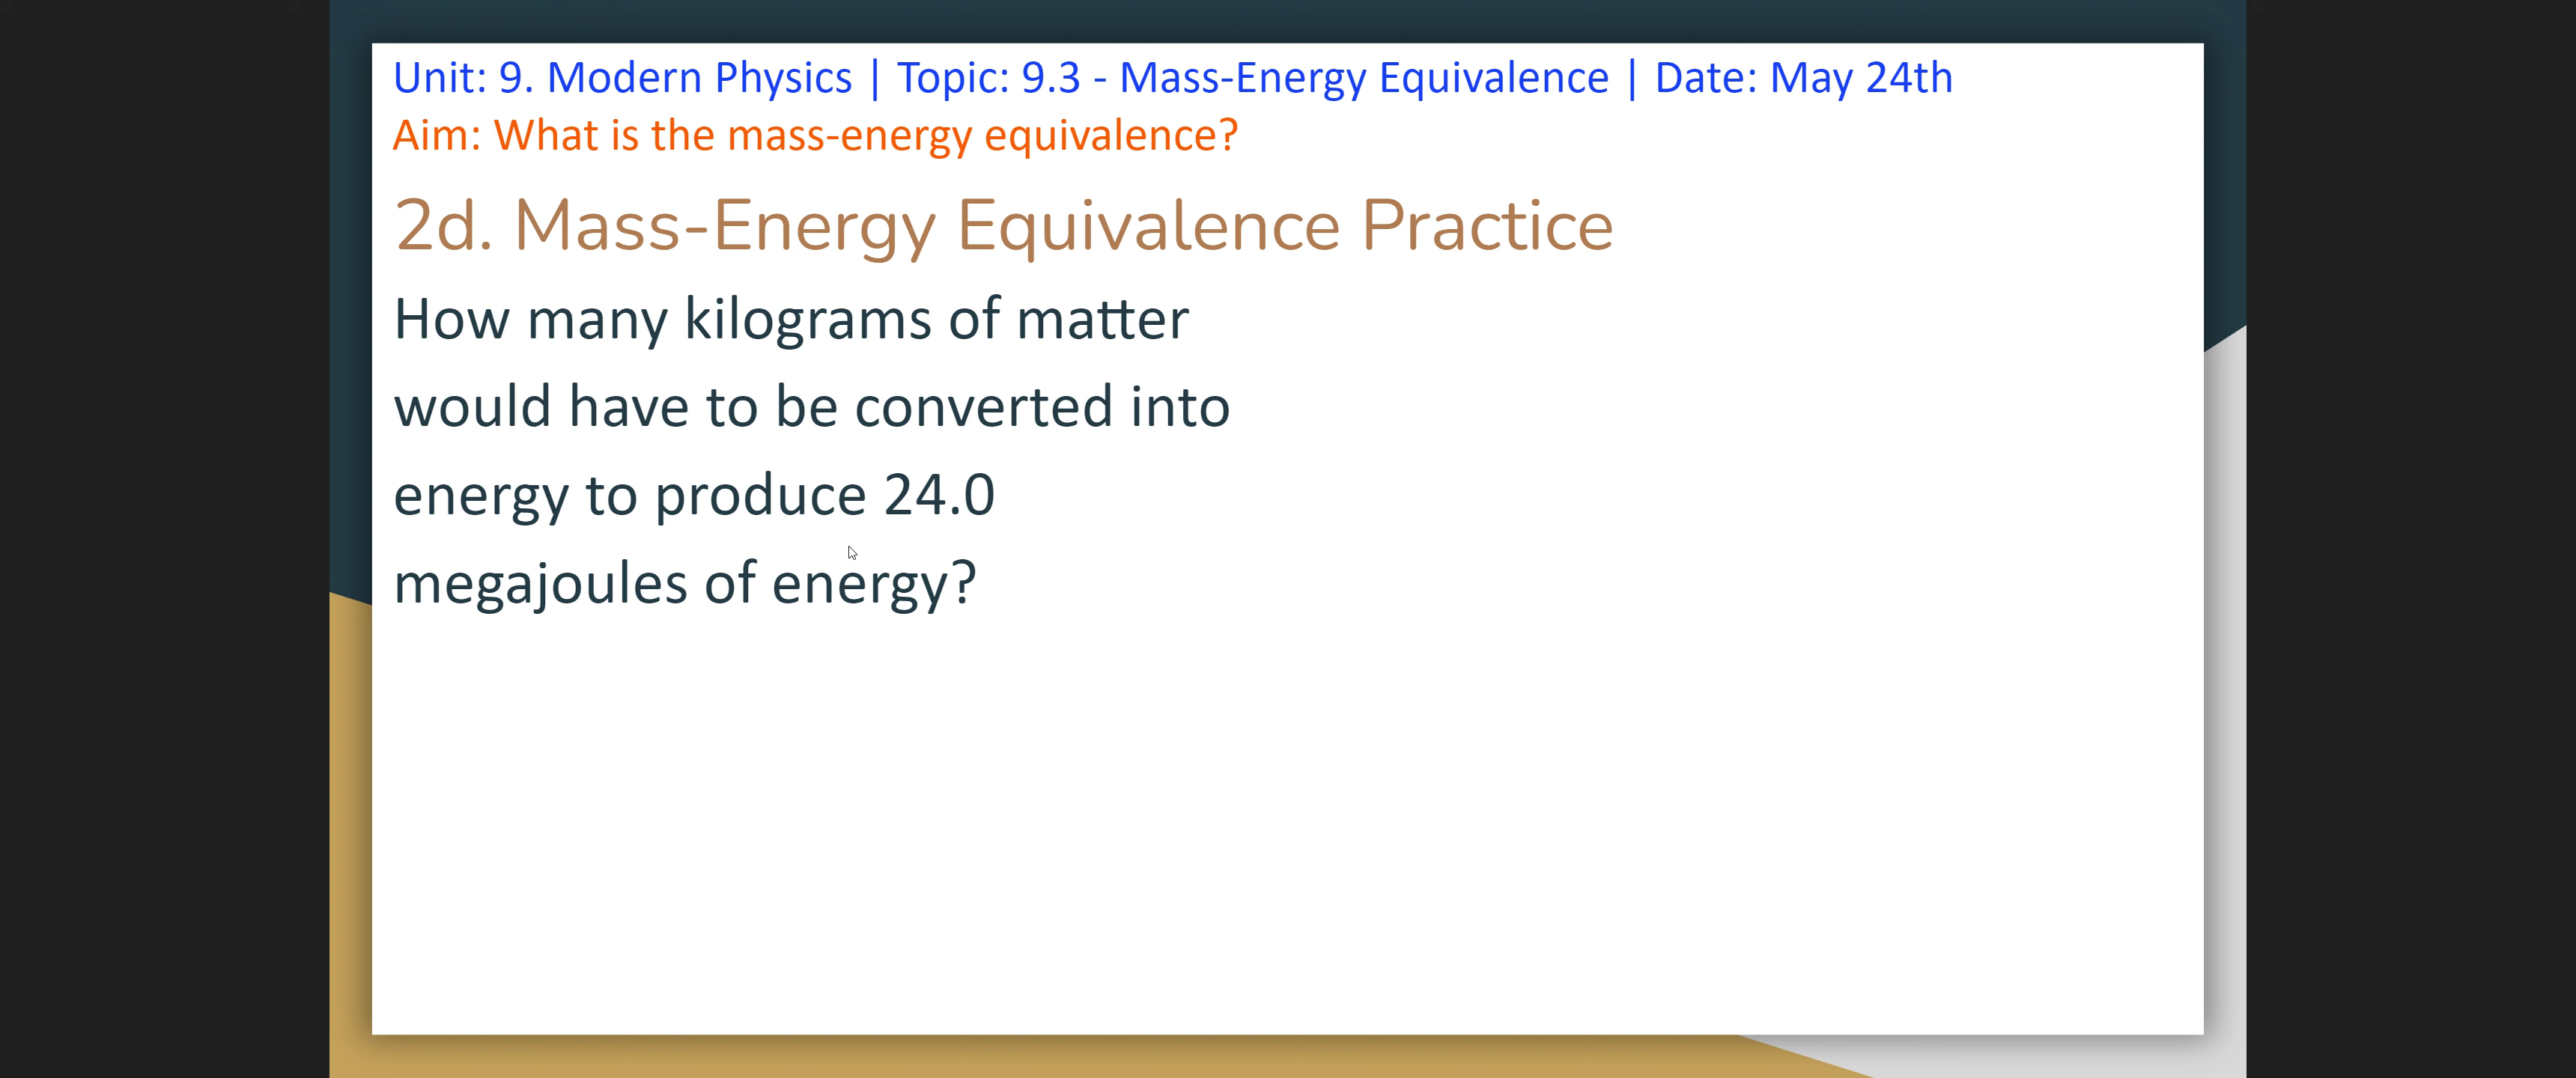 Unit: 9. Modern Physics | Topic: 9.3 - Mass-Energy Equivalence | Date: May 24th
Aim: What is the mass-energy equivalence?
2d. Mass-Energy Equivalence Practice
How many kilograms of matter
would have to be converted into
energy to produce 24.0
megajoules of energy?